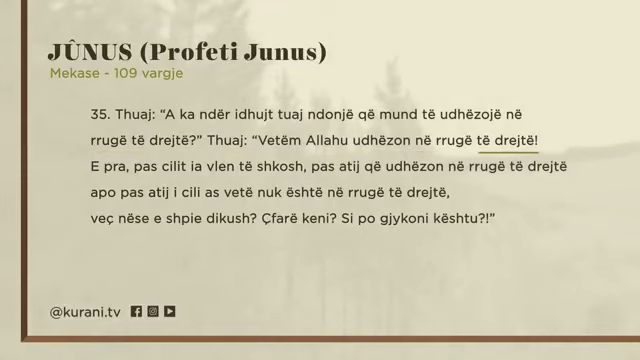 JÛNUS (Profeti Junus)
Mekase - 109 vargje
35. Thuaj: “A ka ndër idhujt tuaj ndonjë që mund të udhëzojë në
rrugë të drejtë?” Thuaj: “Vetëm Allahu udhëzon në rrugë të drejtë!
E pra, pas cilit ia vlen të shkosh, pas atij që udhëzon në rrugë të drejtë
apo pas atij i cili as vetë nuk është në rrugë të drejtë,
veç nëse e shpie dikush? Çfarë keni? Si po gjykoni kështu?!”
@kurani.tv